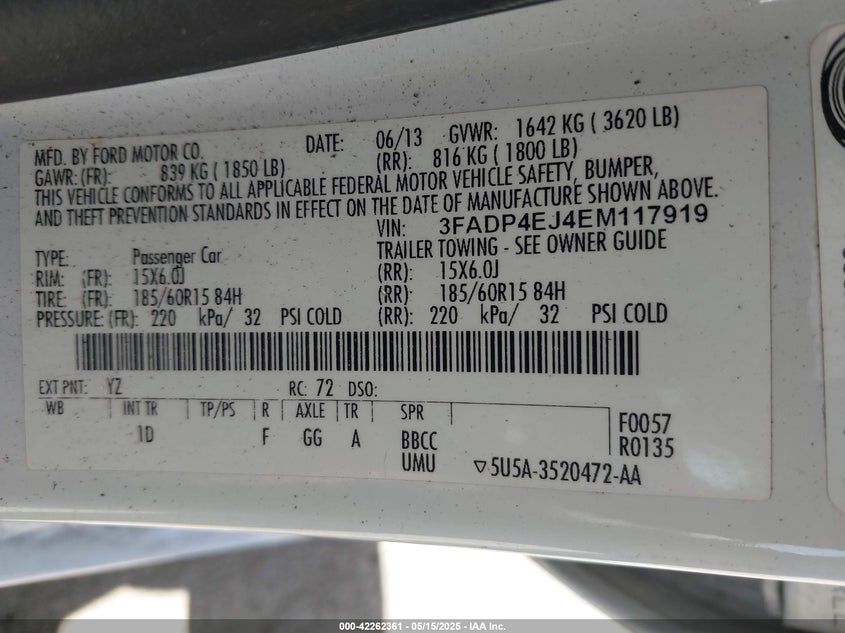 MFD. BY FORD MOTOR CO. DATE: 06/13 GVWR: 1642 KG ( 3620 LB)
GAWR: (FR): 839 KG ( 1850 LB) (RR): 816 KG ( 1800 LB)
THIS VEHICLE CONFORMS TO ALL APPLICABLE FEDERAL MOTOR VEHICLE SAFETY, BUMPER,
AND THEFT PREVENTION STANDARDS IN EFFECT ON THE DATE OF MANUFACTURE SHOWN ABOVE.
VIN: 3FADP4EJ4EM117919
TYPE: Passenger Car TRAILER TOWING - SEE OWNER GUIDE
RIM: (FR): 15X6.0J (RR): 15X6.0J
TIRE: (FR): 185/60R15 84H (RR): 185/60R15 84H
PRESSURE: (FR): 220 kPa/ 32 PSI COLD (RR): 220 kPa/ 32 PSI COLD
EXT PNT: YZ RC: 72 DSO:
WB INT TR TP/PS R AXLE TR SPR
1D F GG A BBCC
UMU
F0057
R0135
▽5U5A-3520472-AA
000-42262361 - 05/15/2025 - IAA Inc.